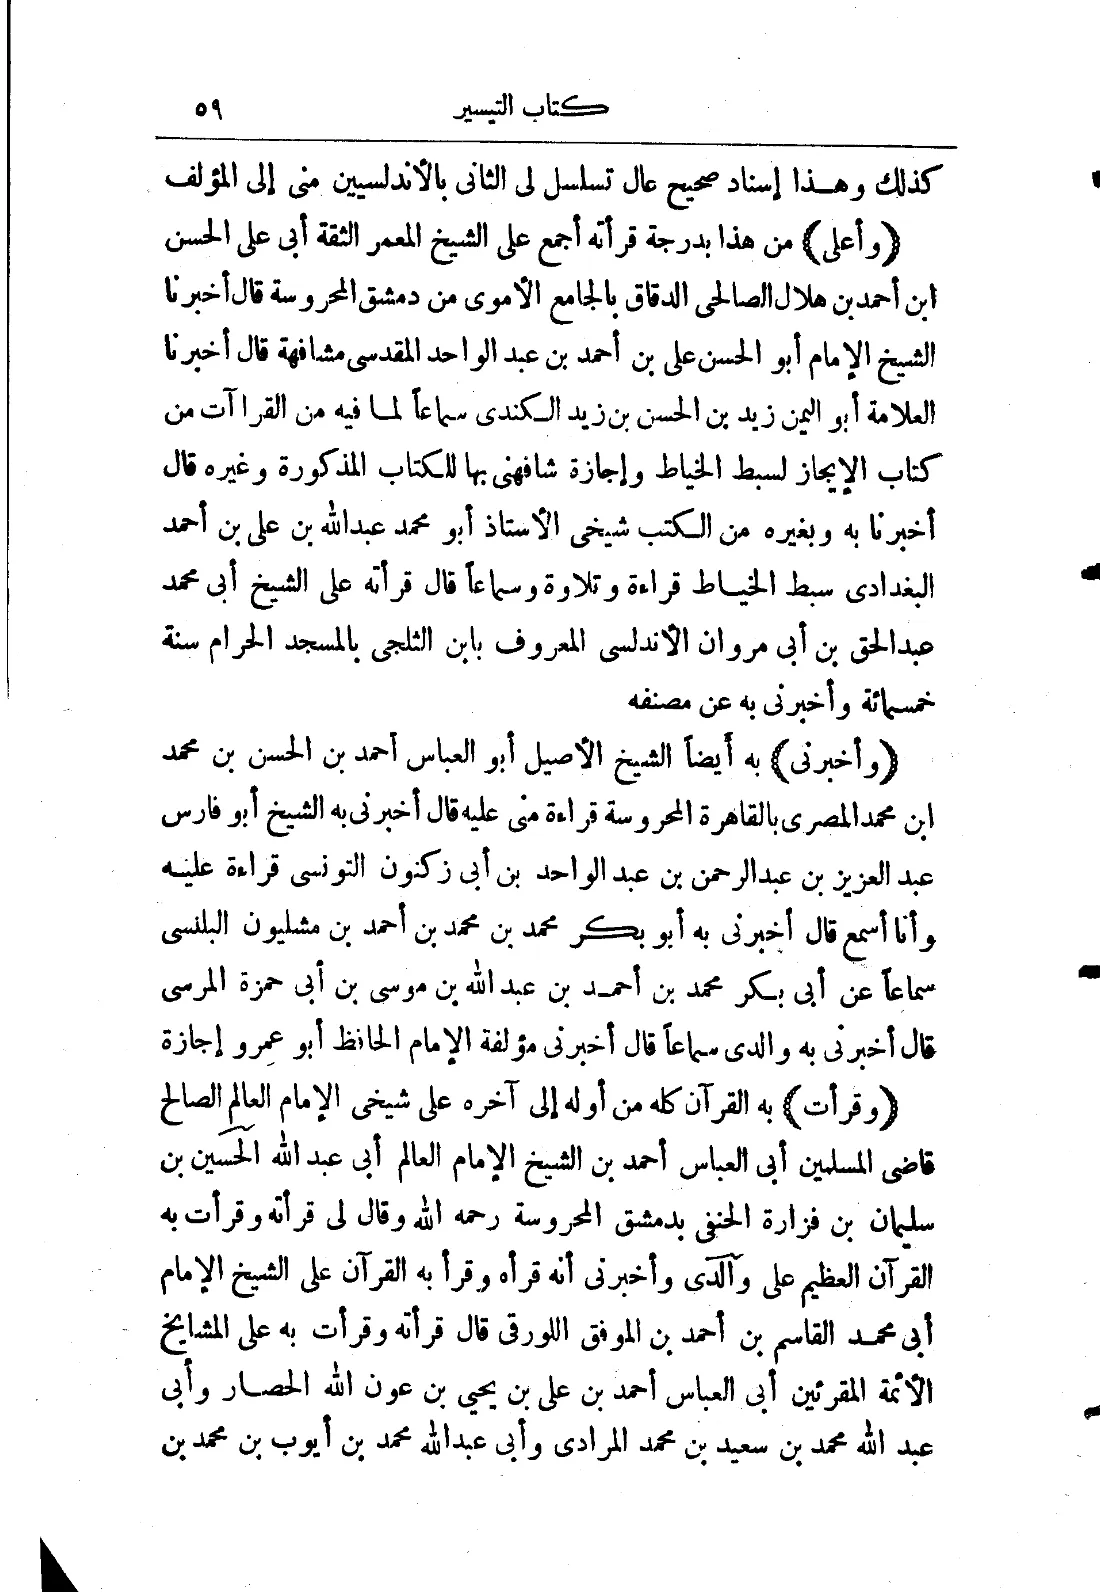 كتاب التيسير ٥٩
كذلك وهـذا إسناد صحيح عال تسلسل لى الثانى بالأندلسيين منى إلى المؤلف
﴿وأعلى﴾ من هذا بدرجة قرأته أجمع على الشيخ المعمر الثقة أبى على الحسن
ابن أحمد بن هلال الصالحى الدقاق بالجامع الأموى من دمشق المحروسة قال أخبرنا
الشيخ الإمام أبو الحسن على بن أحمد بن عبد الواحد المقدسى مشافهة قال أخبرنا
العلامة أبو اليمن زيد بن الحسن بن زيد الـكندى سماعاً لمـا فيه من القراآت من
كتاب الإيجاز لسبط الخياط وإجازة شافهنى بها للكتاب المذكورة وغيره قال
أخبرنا به وبغيره من الـكتب شيخى الأستاذ أبو محمد عبدالله بن على بن أحمد
البغدادى سبط الخيـاط قراءة وتلاوة وسماعاً قال قرأته على الشيخ أبى محمد
عبدالحق بن أبى مروان الأندلسى المعروف بابن الثلجى بالمسجد الحرام سنة
خمسمائة وأخبرنى به عن مصنفه
﴿وأخبرنى﴾ به أيضاً الشيخ الأصيل أبو العباس أحمد بن الحسن بن محمد
ابن محمد المصرى بالقاهرة المحروسة قراءة منى عليه قال أخبرنى به الشيخ أبو فارس
عبد العزيز بن عبدالرحمن بن عبد الواحد بن أبى زكنون التونسى قراءة عليـه
وأنا أسمع قال أخبرنى به أبو بـكر محمد بن محمد بن أحمد بن مشليون البلنسى
سماعاً عن أبى بـكر محمد بن أحمـد بن عبد الله بن موسى بن أبى حمزة المرسى
قال أخبرنى به والدى سماعاً قال أخبرنى مؤلفة الإمام الحافظ أبو عمرو إجازة
﴿وقرأت﴾ به القرآن كله من أوله إلى آخره على شيخى الإمام العالم الصالح
قاضى المسلمين أبى العباس أحمد بن الشيخ الإمام العالم أبى عبد الله الحسين بن
سليمان بن فزارة الحنفى بدمشق المحروسة رحمه الله وقال لى قرأته وقرأت به
القرآن العظيم على والدى وأخبرنى أنه قرأه وقرأ به القرآن على الشيخ الإمام
أبى محمـد القاسم بن أحمد بن الموفق اللورقى قال قرأته وقرأت به على المشايخ
الأئمة المقرئين أبى العباس أحمد بن على بن يحيى بن عون الله الحصـار وأبى
عبد الله محمد بن سعيد بن محمد المرادى وأبى عبدالله محمد بن أيوب بن محمد بن